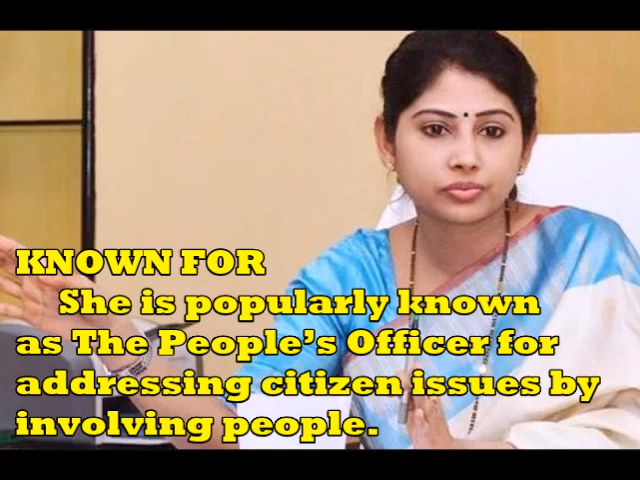 KNOWN FOR
She is popularly known
as The People’s Officer for
addressing citizen issues by
involving people.